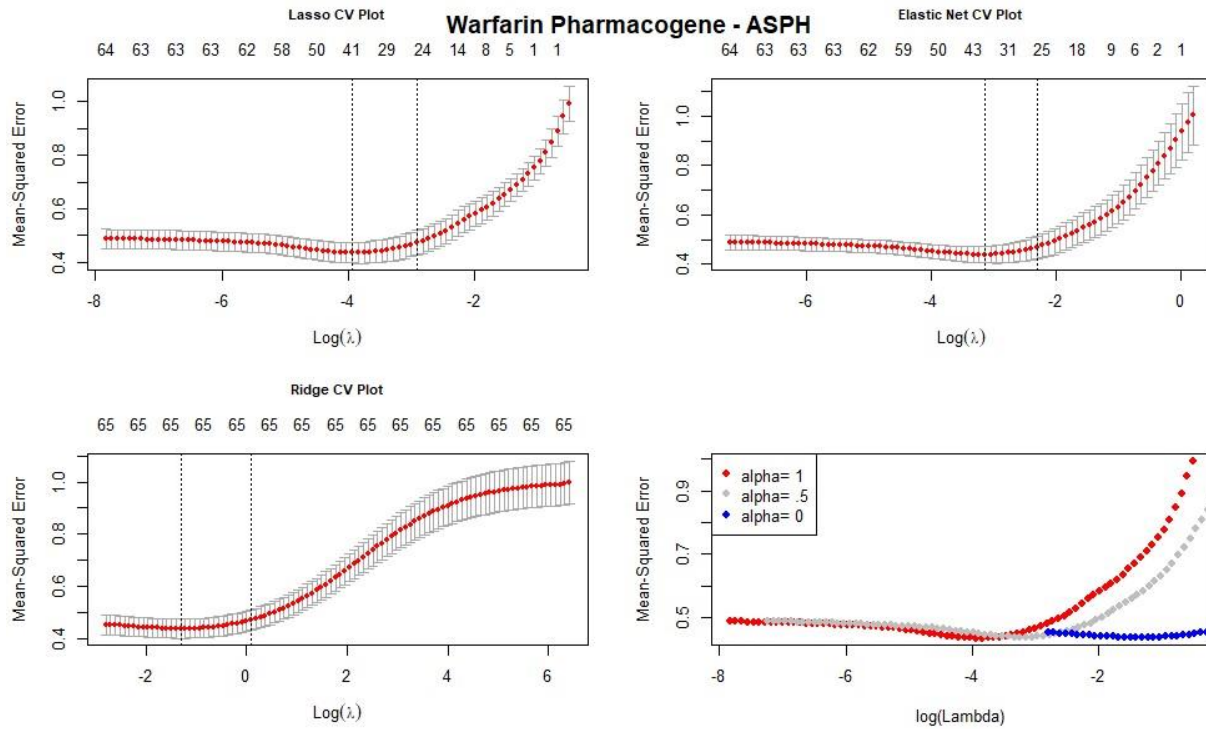 Warfarin Pharmacogene - ASPH
Lasso CV Plot
64 63 63 63 62 58 50 41 29 24 14 8 5 1 1
Mean-Squared Error
0.4 0.6 0.8 1.0
-8 -6 -4 -2
Log(λ)
Elastic Net CV Plot
64 63 63 63 62 59 50 43 31 25 18 9 6 2 1
Mean-Squared Error
0.4 0.6 0.8 1.0
-6 -4 -2 0
Log(λ)
Ridge CV Plot
65 65 65 65 65 65 65 65 65 65 65 65 65 65 65
Mean-Squared Error
0.4 0.6 0.8 1.0
-2 0 2 4 6
Log(λ)
alpha= 1
alpha= .5
alpha= 0
Mean-Squared Error
0.5 0.7 0.9
-8 -6 -4 -2
log(Lambda)